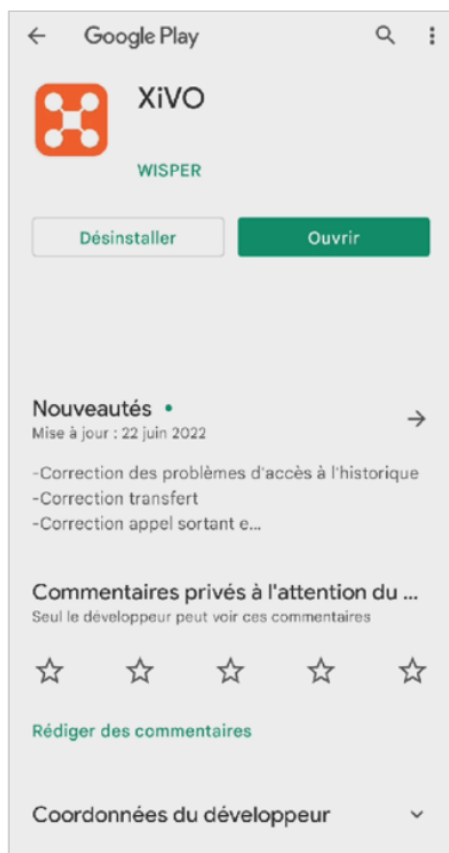 Google Play
XiVO
WISPER
Désinstaller
Ouvrir
Nouveautés •
Mise à jour : 22 juin 2022
-Correction des problèmes d'accès à l'historique
-Correction transfert
-Correction appel sortant e...
Commentaires privés à l'attention du ...
Seul le développeur peut voir ces commentaires
Rédiger des commentaires
Coordonnées du développeur